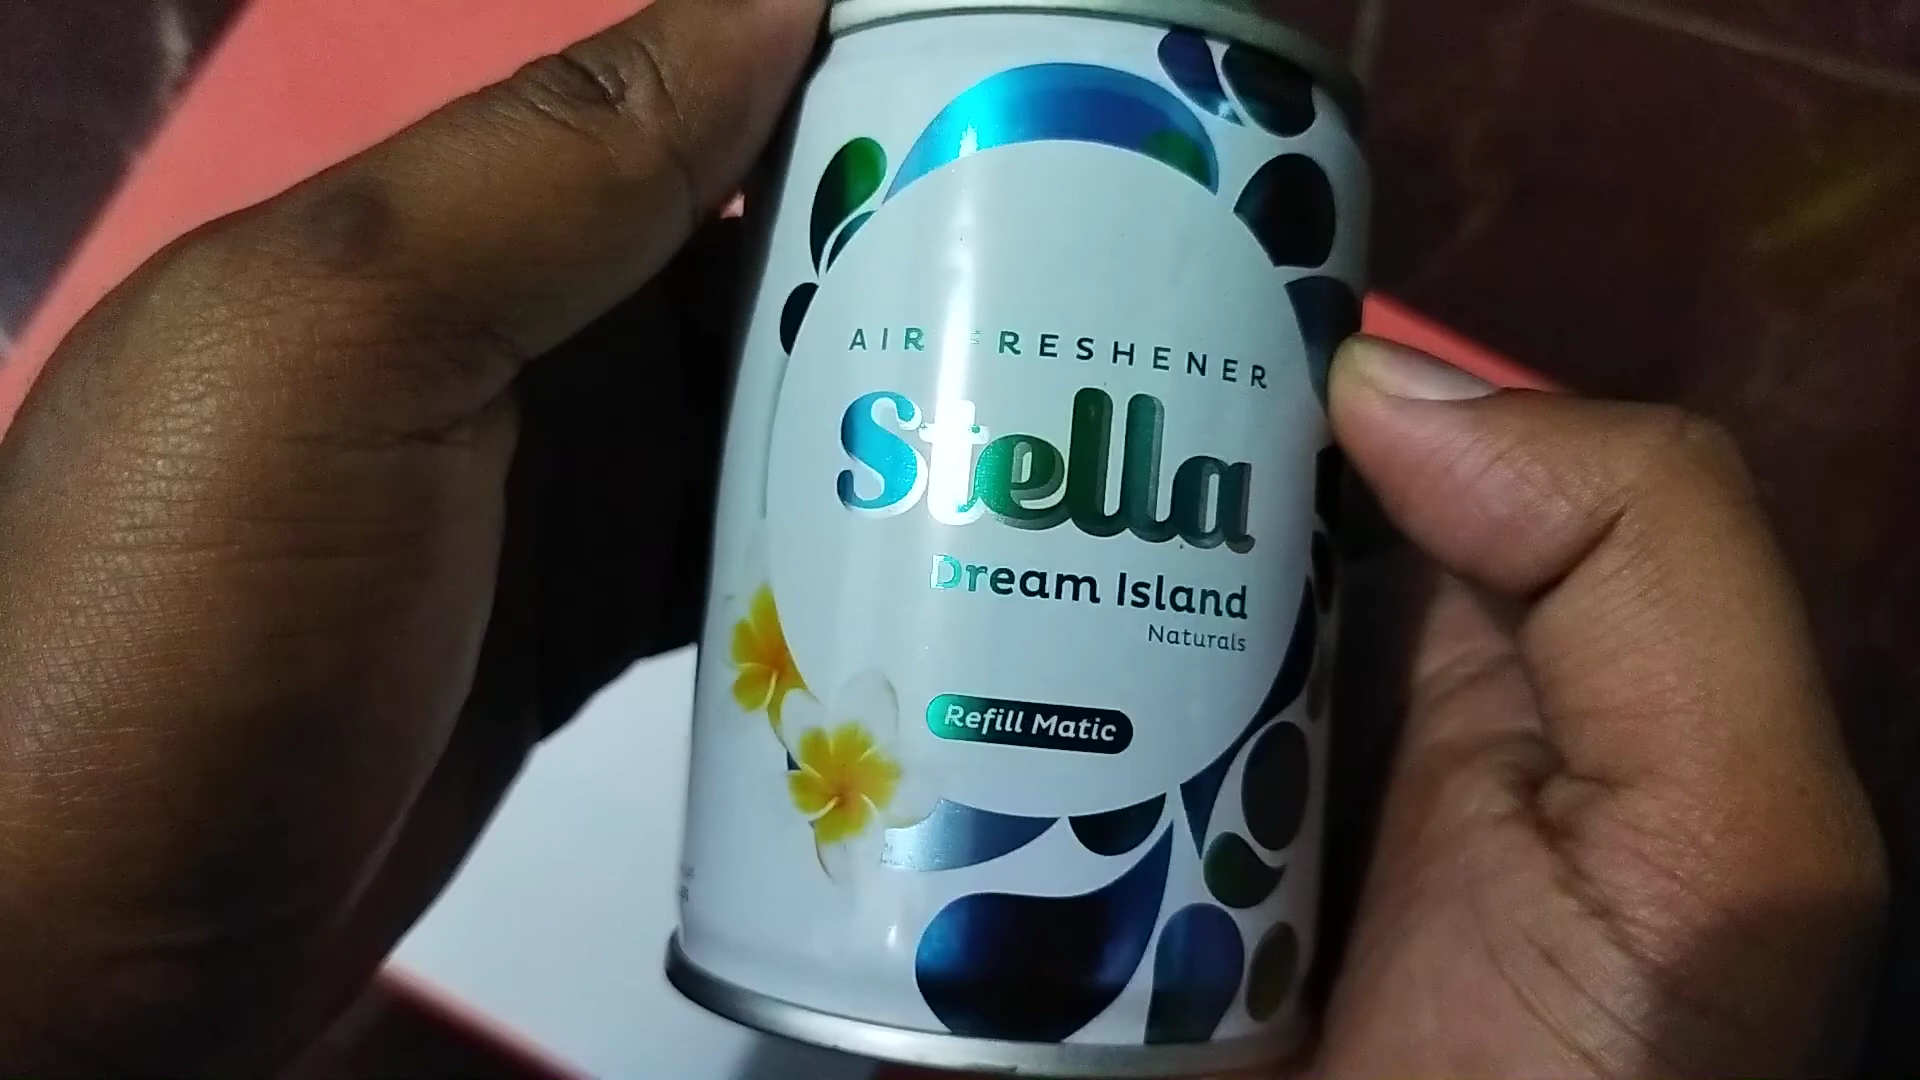 AIR FRESHENER
Stella
Dream Island
Naturals
Refill Matic